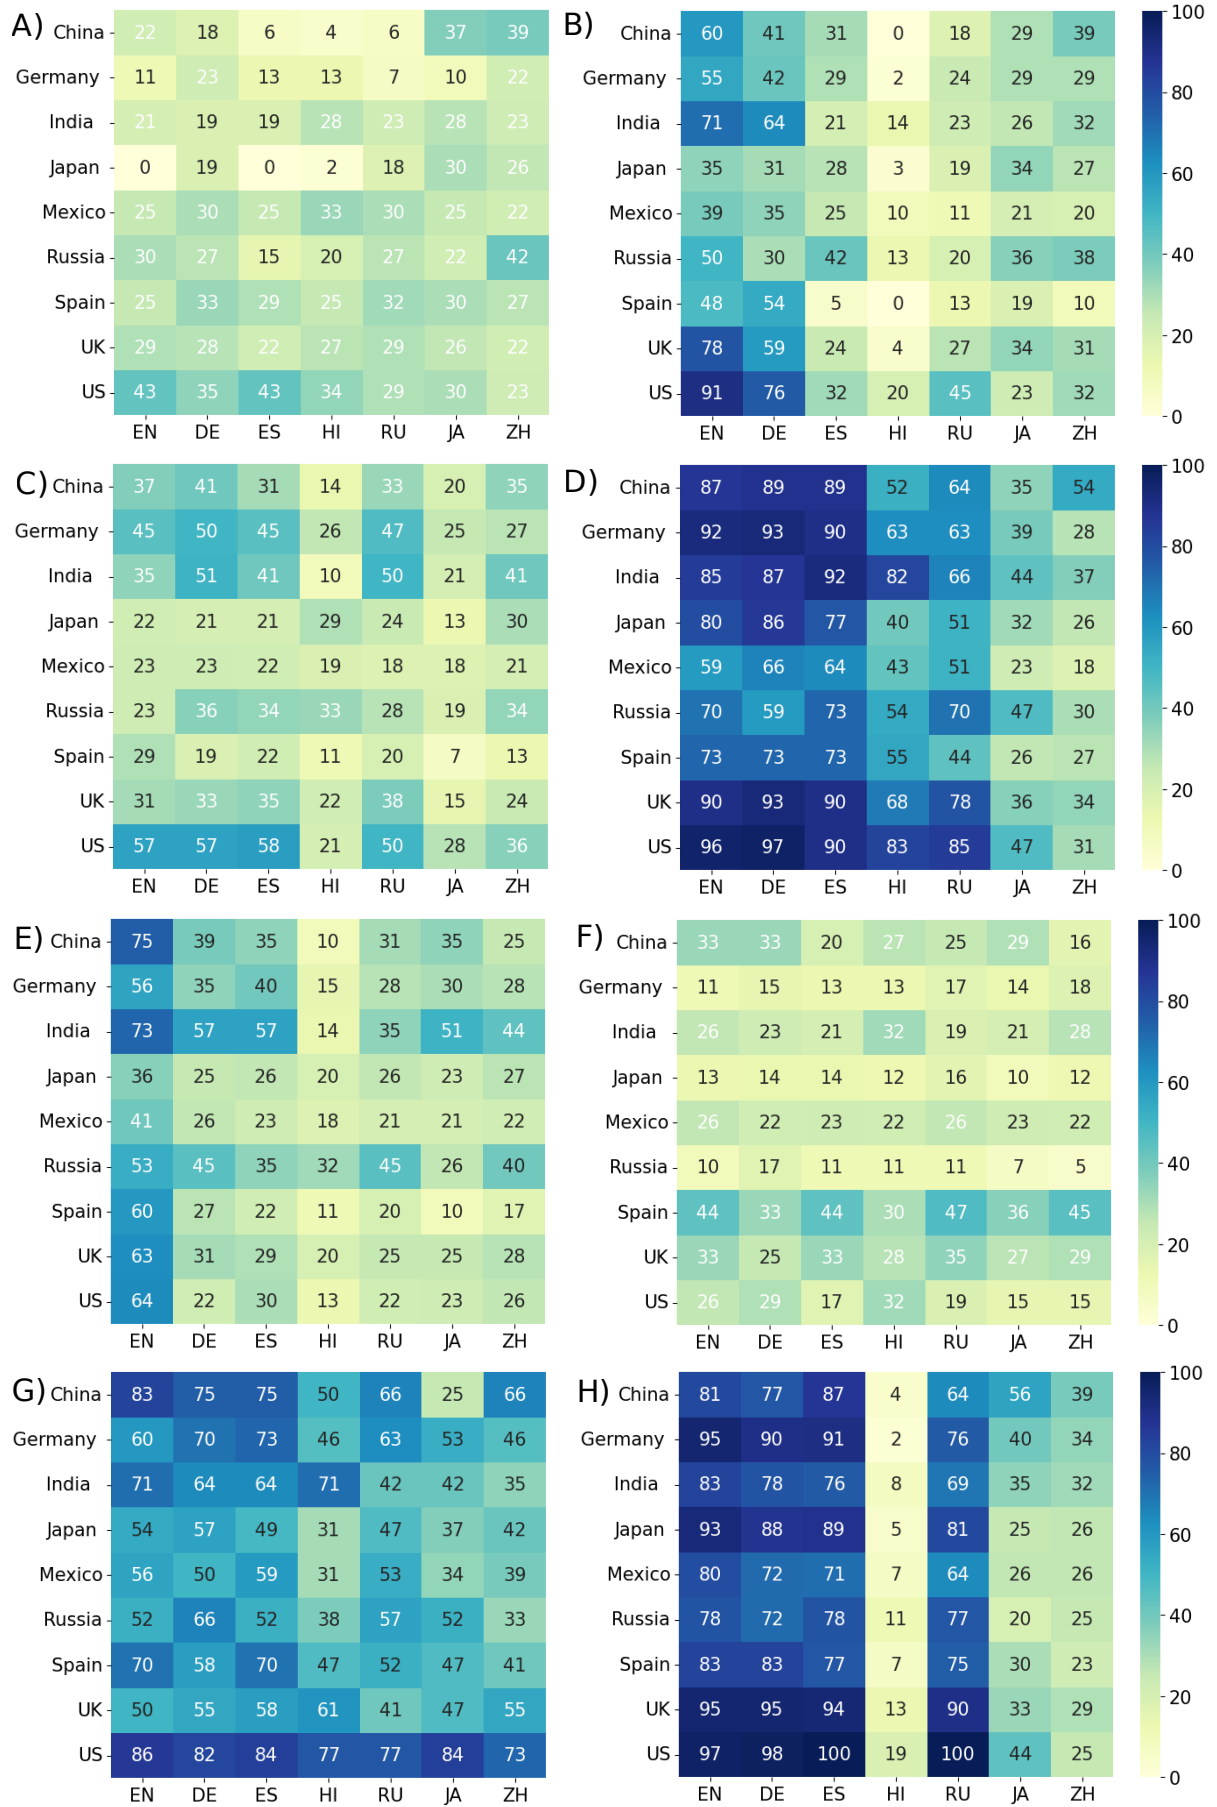 A) China 22 18 6 4 6 37 39
Germany 11 23 13 13 7 10 22
India 21 19 19 28 23 28 23
Japan 0 19 0 2 18 30 26
Mexico 25 30 25 33 30 25 22
Russia 30 27 15 20 27 22 42
Spain 25 33 29 25 32 30 27
UK 29 28 22 27 29 26 22
US 43 35 43 34 29 30 23
EN DE ES HI RU JA ZH
B) China 60 41 31 0 18 29 39
Germany 55 42 29 2 24 29 29
India 71 64 21 14 23 26 32
Japan 35 31 28 3 19 34 27
Mexico 39 35 25 10 11 21 20
Russia 50 30 42 13 20 36 38
Spain 48 54 5 0 13 19 10
UK 78 59 24 4 27 34 31
US 91 76 32 20 45 23 32
EN DE ES HI RU JA ZH
100
80
60
40
20
0
C) China 37 41 31 14 33 20 35
Germany 45 50 45 26 47 25 27
India 35 51 41 10 50 21 41
Japan 22 21 21 29 24 13 30
Mexico 23 23 22 19 18 18 21
Russia 23 36 34 33 28 19 34
Spain 29 19 22 11 20 7 13
UK 31 33 35 22 38 15 24
US 57 57 58 21 50 28 36
EN DE ES HI RU JA ZH
D) China 87 89 89 52 64 35 54
Germany 92 93 90 63 63 39 28
India 85 87 92 82 66 44 37
Japan 80 86 77 40 51 32 26
Mexico 59 66 64 43 51 23 18
Russia 70 59 73 54 70 47 30
Spain 73 73 73 55 44 26 27
UK 90 93 90 68 78 36 34
US 96 97 90 83 85 47 31
EN DE ES HI RU JA ZH
100
80
60
40
20
0
E) China 75 39 35 10 31 35 25
Germany 56 35 40 15 28 30 28
India 73 57 57 14 35 51 44
Japan 36 25 26 20 26 23 27
Mexico 41 26 23 18 21 21 22
Russia 53 45 35 32 45 26 40
Spain 60 27 22 11 20 10 17
UK 63 31 29 20 25 25 28
US 64 22 30 13 22 23 26
EN DE ES HI RU JA ZH
F) China 33 33 20 27 25 29 16
Germany 11 15 13 13 17 14 18
India 26 23 21 32 19 21 28
Japan 13 14 14 12 16 10 12
Mexico 26 22 23 22 26 23 22
Russia 10 17 11 11 11 7 5
Spain 44 33 44 30 47 36 45
UK 33 25 33 28 35 27 29
US 26 29 17 32 19 15 15
EN DE ES HI RU JA ZH
100
80
60
40
20
0
G) China 83 75 75 50 66 25 66
Germany 60 70 73 46 63 53 46
India 71 64 64 71 42 42 35
Japan 54 57 49 31 47 37 42
Mexico 56 50 59 31 53 34 39
Russia 52 66 52 38 57 52 33
Spain 70 58 70 47 52 47 41
UK 50 55 58 61 41 47 55
US 86 82 84 77 77 84 73
EN DE ES HI RU JA ZH
H) China 81 77 87 4 64 56 39
Germany 95 90 91 2 76 40 34
India 83 78 76 8 69 35 32
Japan 93 88 89 5 81 25 26
Mexico 80 72 71 7 64 26 26
Russia 78 72 78 11 77 20 25
Spain 83 83 77 7 75 30 23
UK 95 95 94 13 90 33 29
US 97 98 100 19 100 44 25
EN DE ES HI RU JA ZH
100
80
60
40
20
0